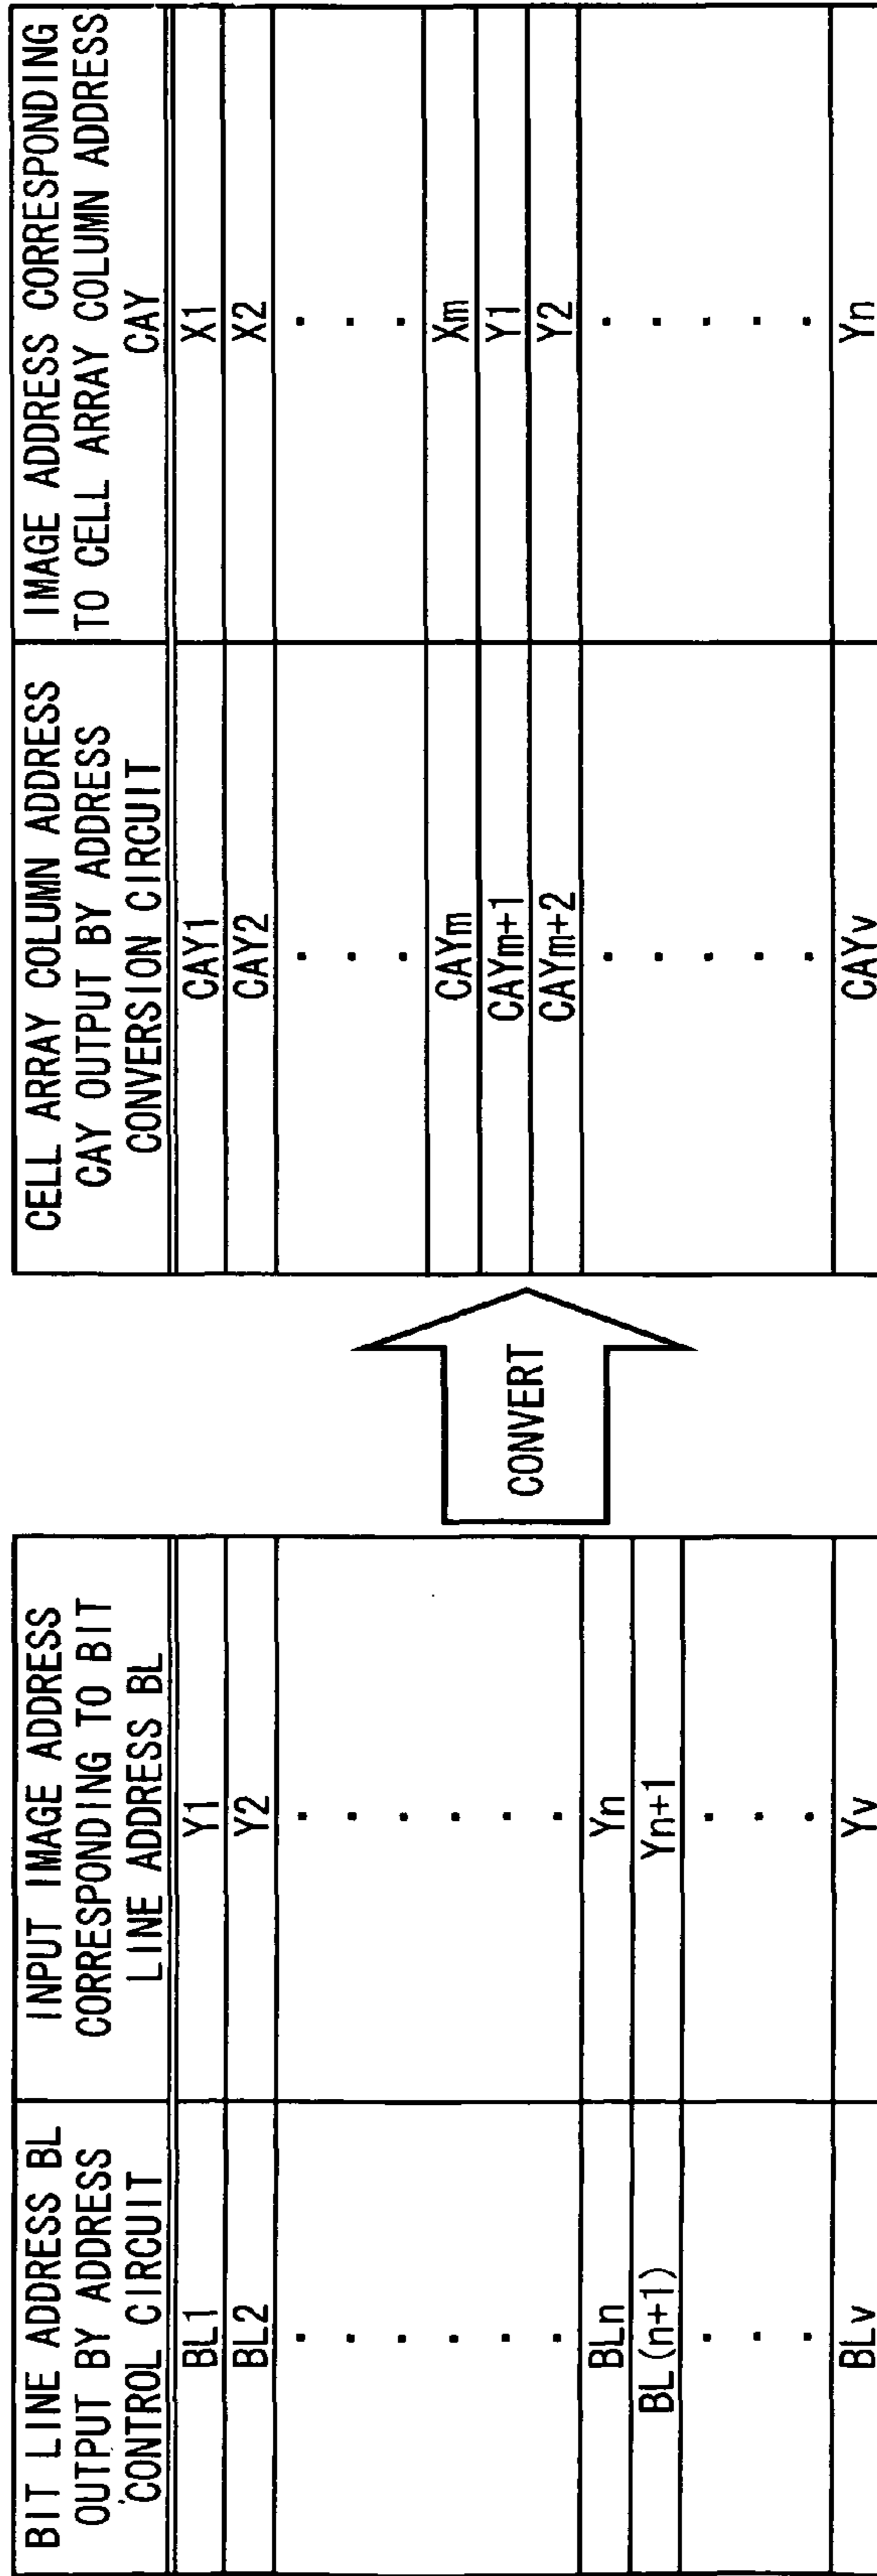 BIT LINE ADDRESS BL
OUTPUT BY ADDRESS
CONTROL CIRCUIT
INPUT IMAGE ADDRESS
CORRESPONDING TO BIT
LINE ADDRESS BL
BL1 Y1
BL2 Y2
BLn Yn
BL(n+1) Yn+1
BLv Yv
CONVERT
CELL ARRAY COLUMN ADDRESS
CAY OUTPUT BY ADDRESS
CONVERSION CIRCUIT
IMAGE ADDRESS CORRESPONDING
TO CELL ARRAY COLUMN ADDRESS
CAY
CAY1 X1
CAY2 X2
CAYm Xm
CAYm+1 Y1
CAYm+2 Y2
CAYv Yn